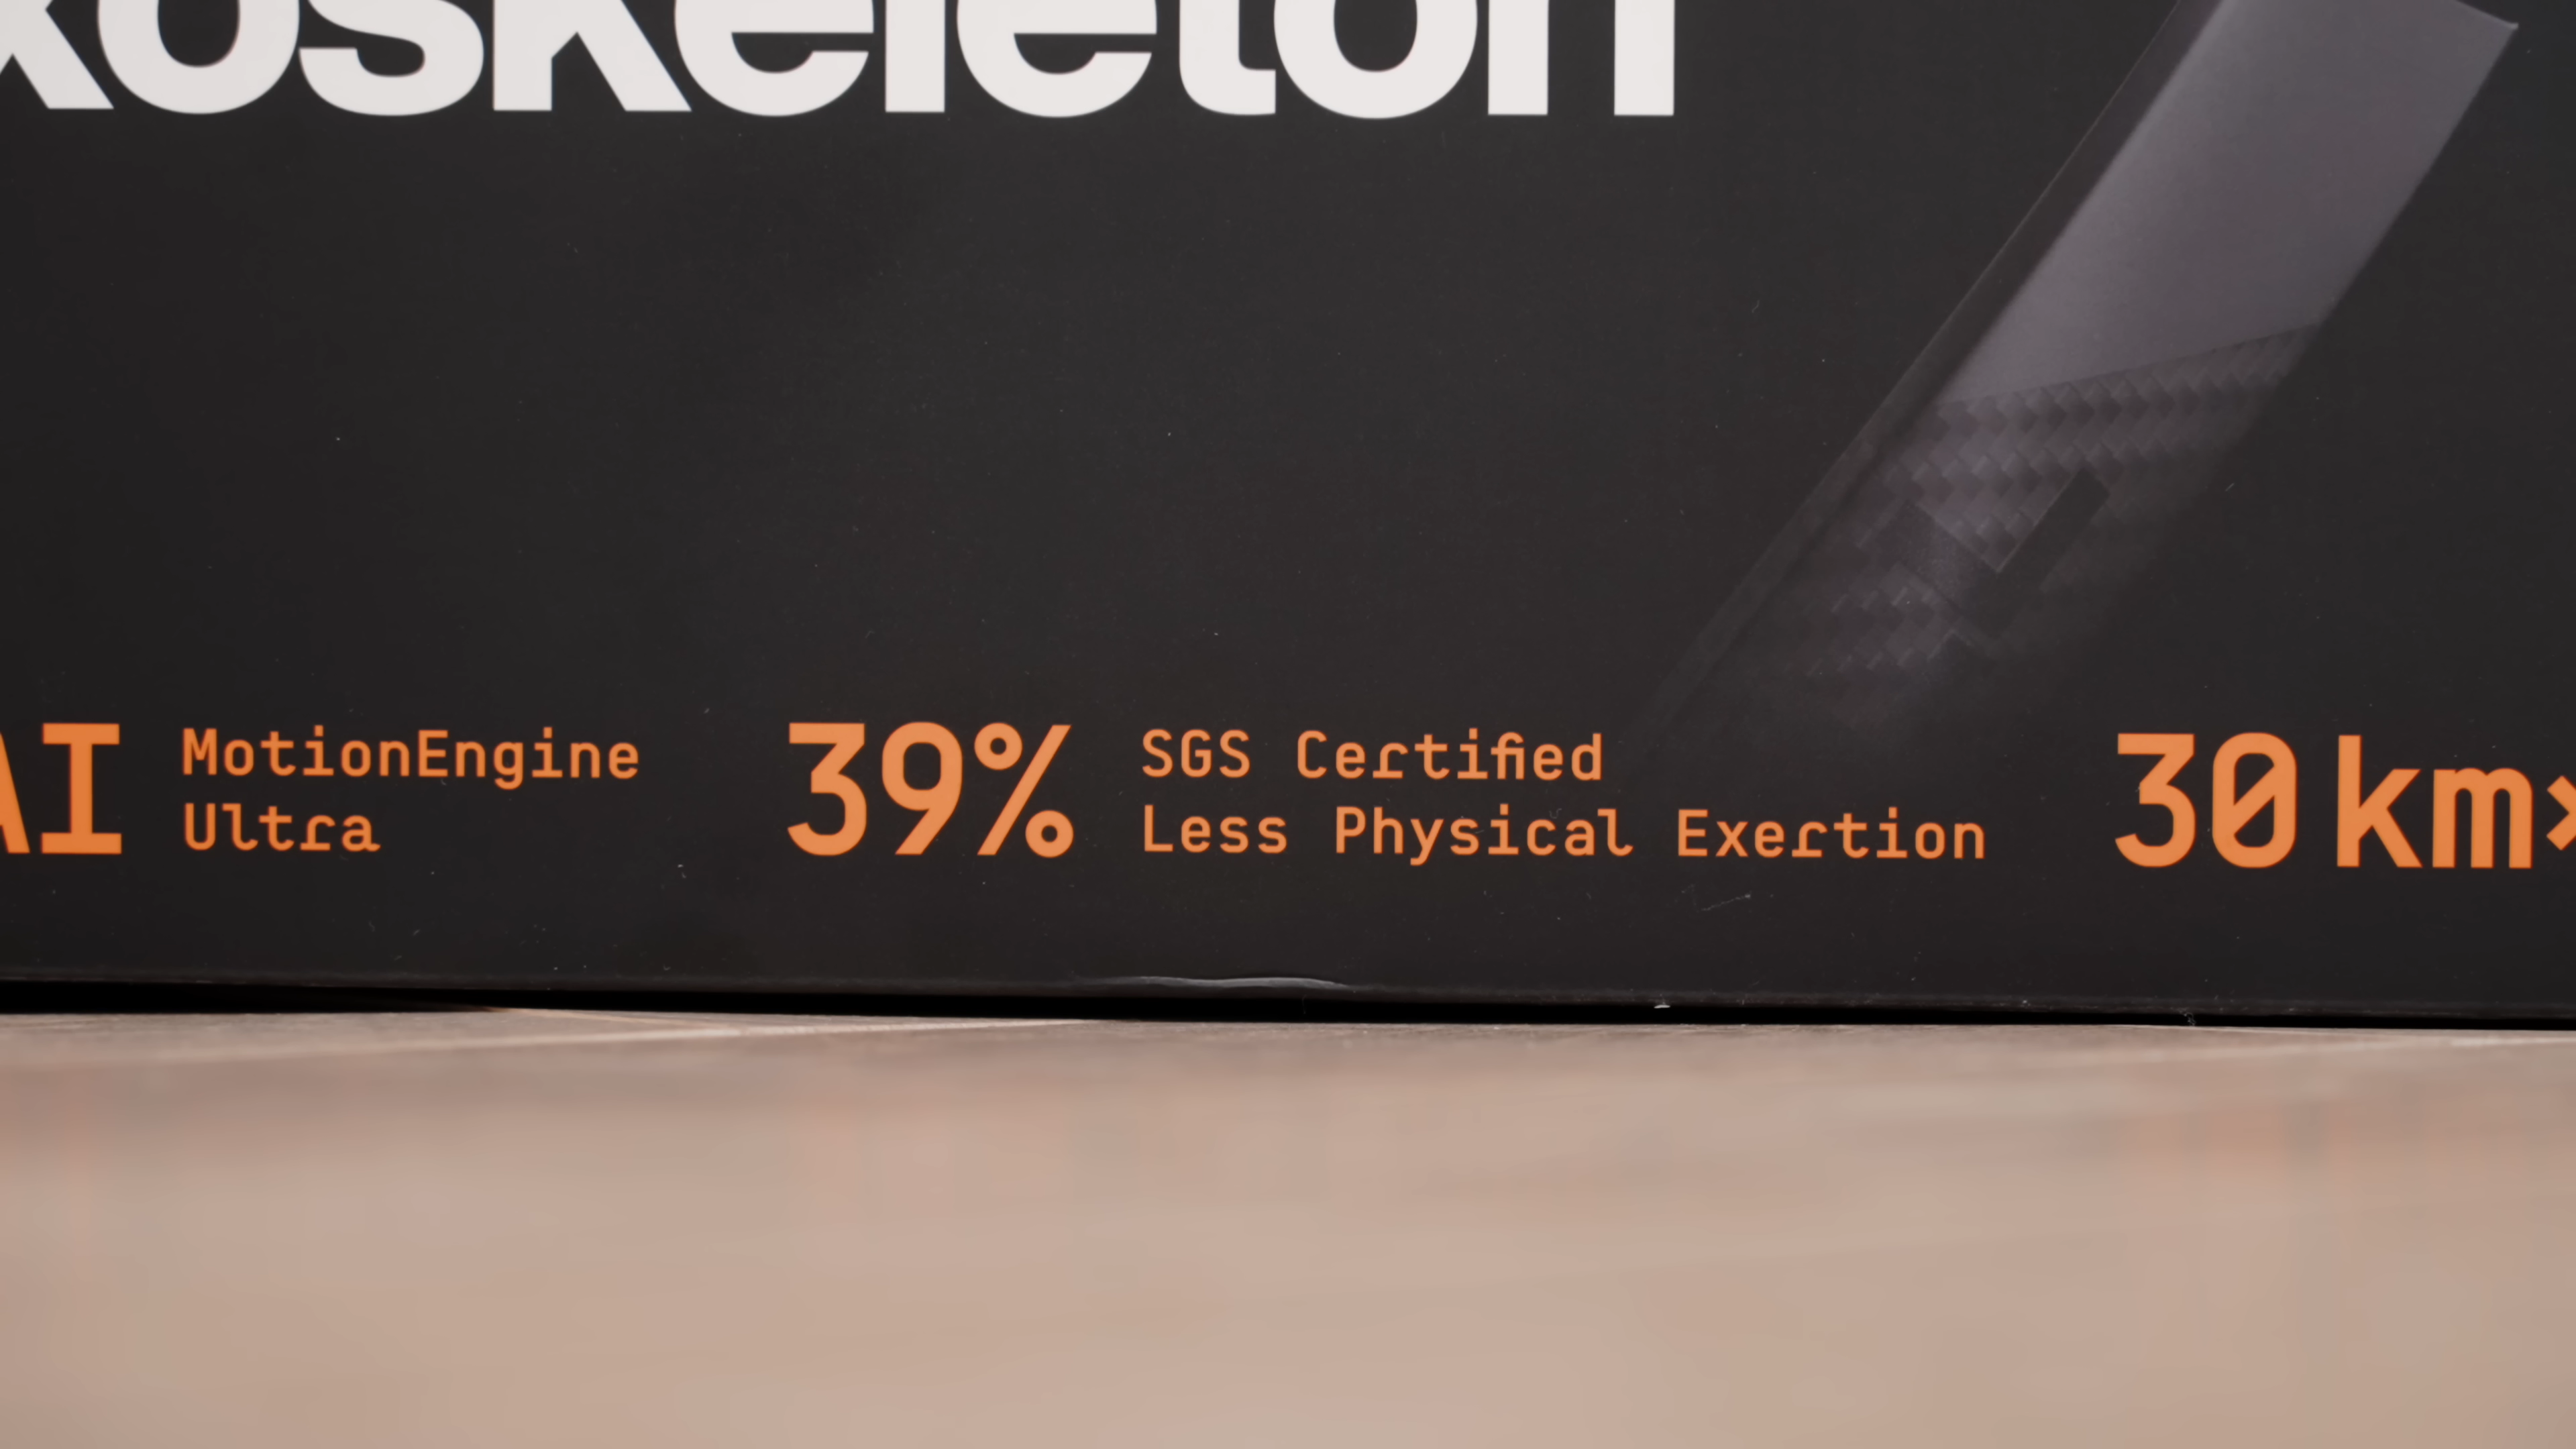 xoskeleton
AI
MotionEngine
Ultra
39%
SGS Certified
Less Physical Exertion
30 km×